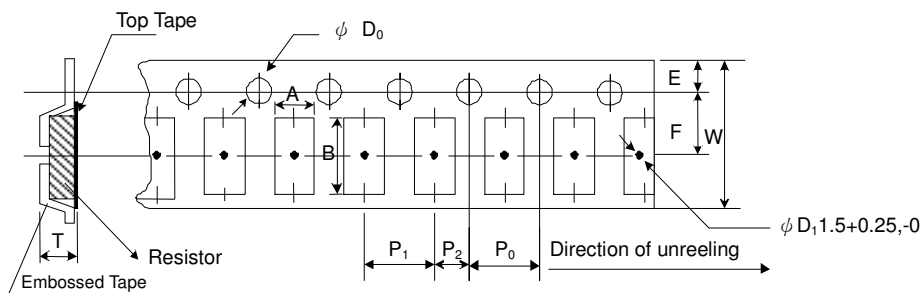 Top Tape
ϕ D₀
A
E
B
F
W
T
Resistor
Embossed Tape
P₁
P₂
P₀
Direction of unreeling
ϕ D₁1.5+0.25,-0